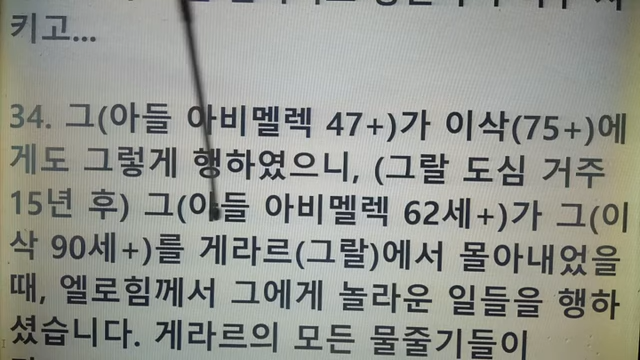 키고...
34. 그(아들 아비멜렉 47+)가 이삭(75+)에
게도 그렇게 행하였으니, (그랄 도심 거주
15년 후) 그(아들 아비멜렉 62세+)가 그(이
삭 90세+)를 게라르(그랄)에서 몰아내었을
때, 엘로힘께서 그에게 놀라운 일들을 행하
셨습니다. 게라르의 모든 물줄기들이